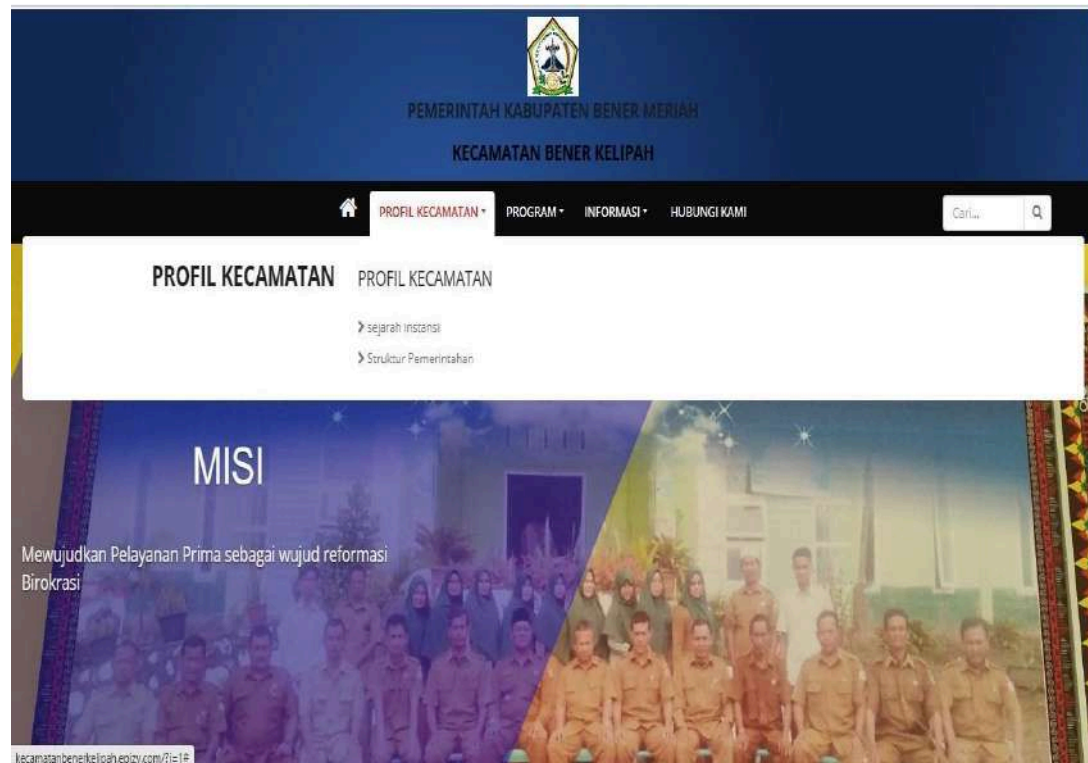 PEMERINTAH KABUPATEN BENER MERIAH
KECAMATAN BENER KELIPAH
PROFIL KECAMATAN
PROGRAM
INFORMASI
HUBUNGI KAMI
Cari...
PROFIL KECAMATAN
PROFIL KECAMATAN
sejarah instansi
Struktur Pemerintahan
MISI
Mewujudkan Pelayanan Prima sebagai wujud reformasi
Birokrasi
kecamatanbenerkelipah.epizy.com/?i=1#